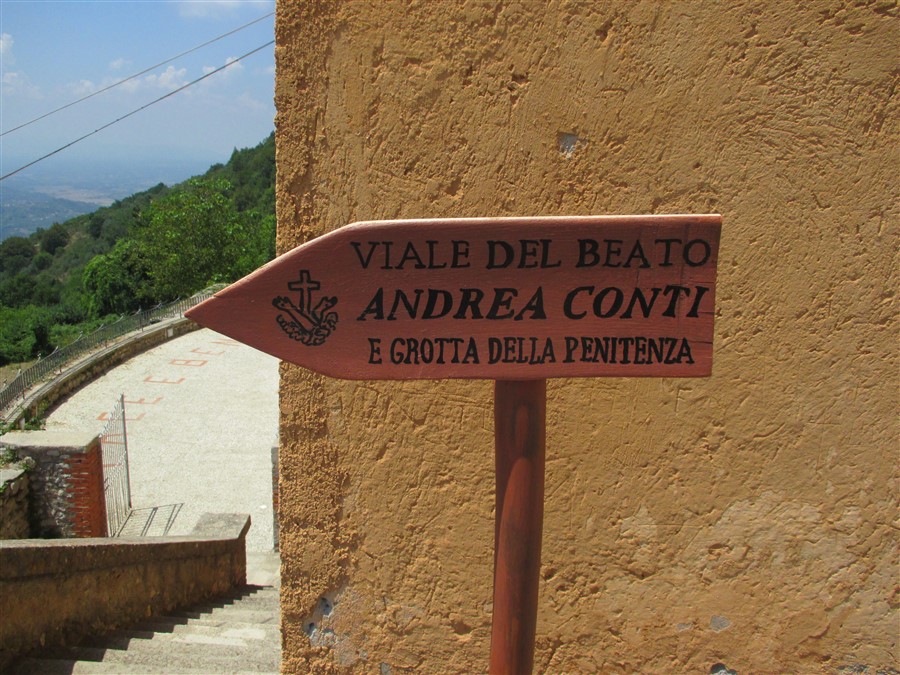 VIALE DEL BEATO
ANDREA CONTI
E GROTTA DELLA PENITENZA